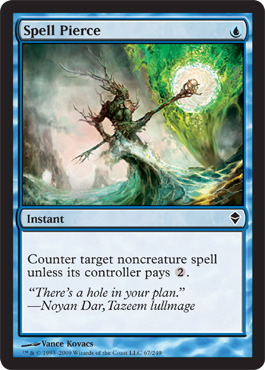 Spell Pierce
Instant
Counter target noncreature spell
unless its controller pays 2.
“There’s a hole in your plan.”
—Noyan Dar, Tazeem lullmage
Vance Kovacs
™ & © 1993–2009 Wizards of the Coast LLC 67/249